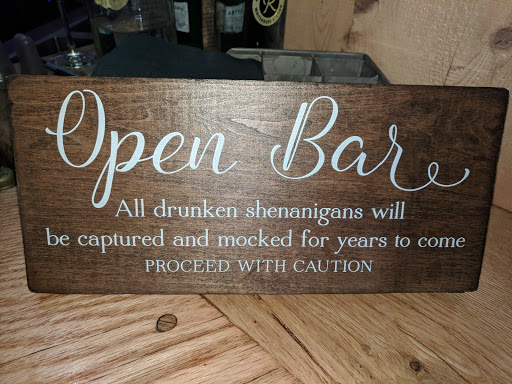 Open Bar
All drunken shenanigans will
be captured and mocked for years to come
PROCEED WITH CAUTION